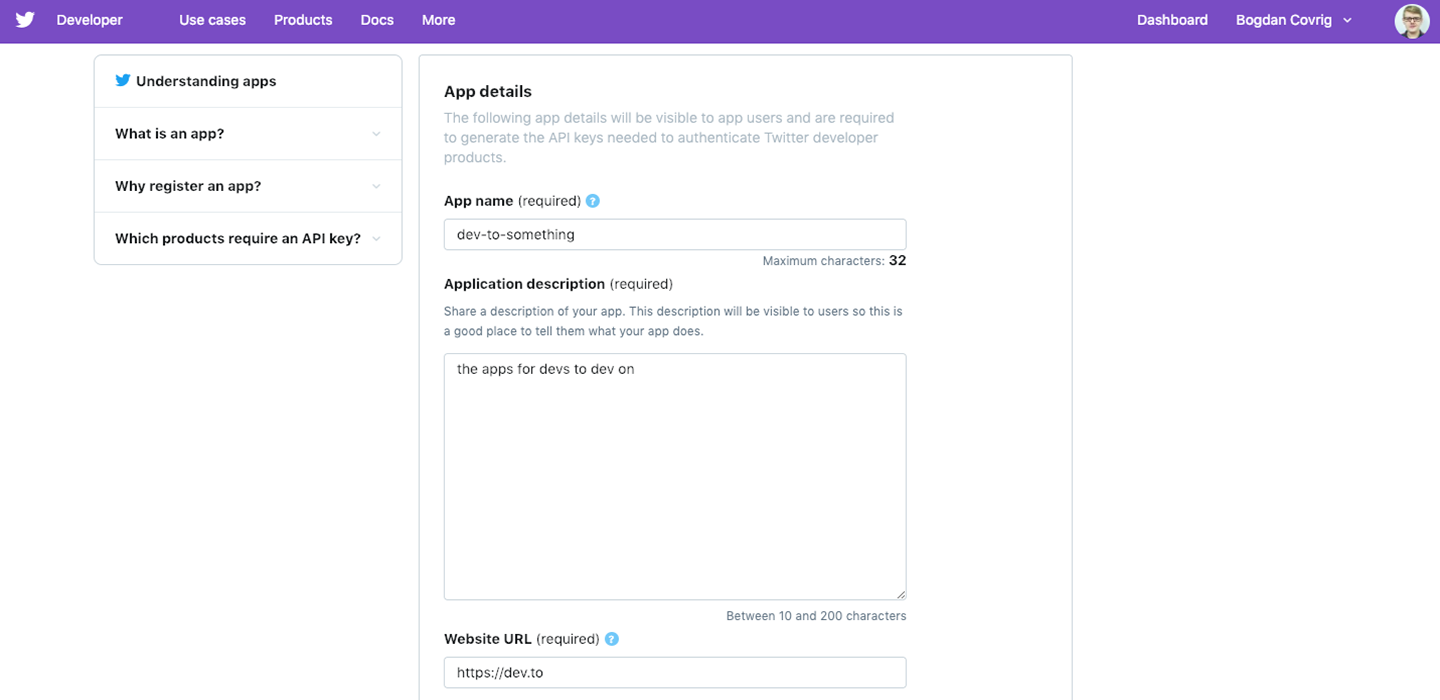 Developer Use cases Products Docs More Dashboard Bogdan Covrig
Understanding apps
What is an app?
Why register an app?
Which products require an API key?
App details
The following app details will be visible to app users and are required
to generate the API keys needed to authenticate Twitter developer
products.
App name (required) ?
dev-to-something
Maximum characters: 32
Application description (required)
Share a description of your app. This description will be visible to users so this is
a good place to tell them what your app does.
the apps for devs to dev on
Between 10 and 200 characters
Website URL (required) ?
https://dev.to